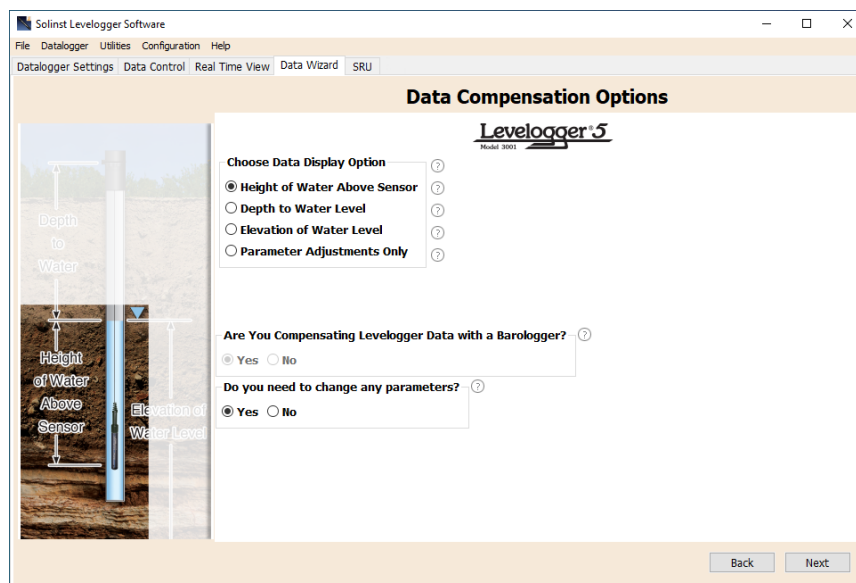 Solinst Levelogger Software
File Datalogger Utilities Configuration Help
Datalogger Settings Data Control Real Time View Data Wizard SRU
Data Compensation Options
Levelogger®5
Model 3001
Choose Data Display Option ?
Height of Water Above Sensor ?
Depth to Water Level ?
Elevation of Water Level ?
Parameter Adjustments Only ?
Depth
to
Water
Height
of Water
Above
Sensor
Elevation of
Water Level
Are You Compensating Levelogger Data with a Barologger? ?
Yes No
Do you need to change any parameters? ?
Yes No
Back Next